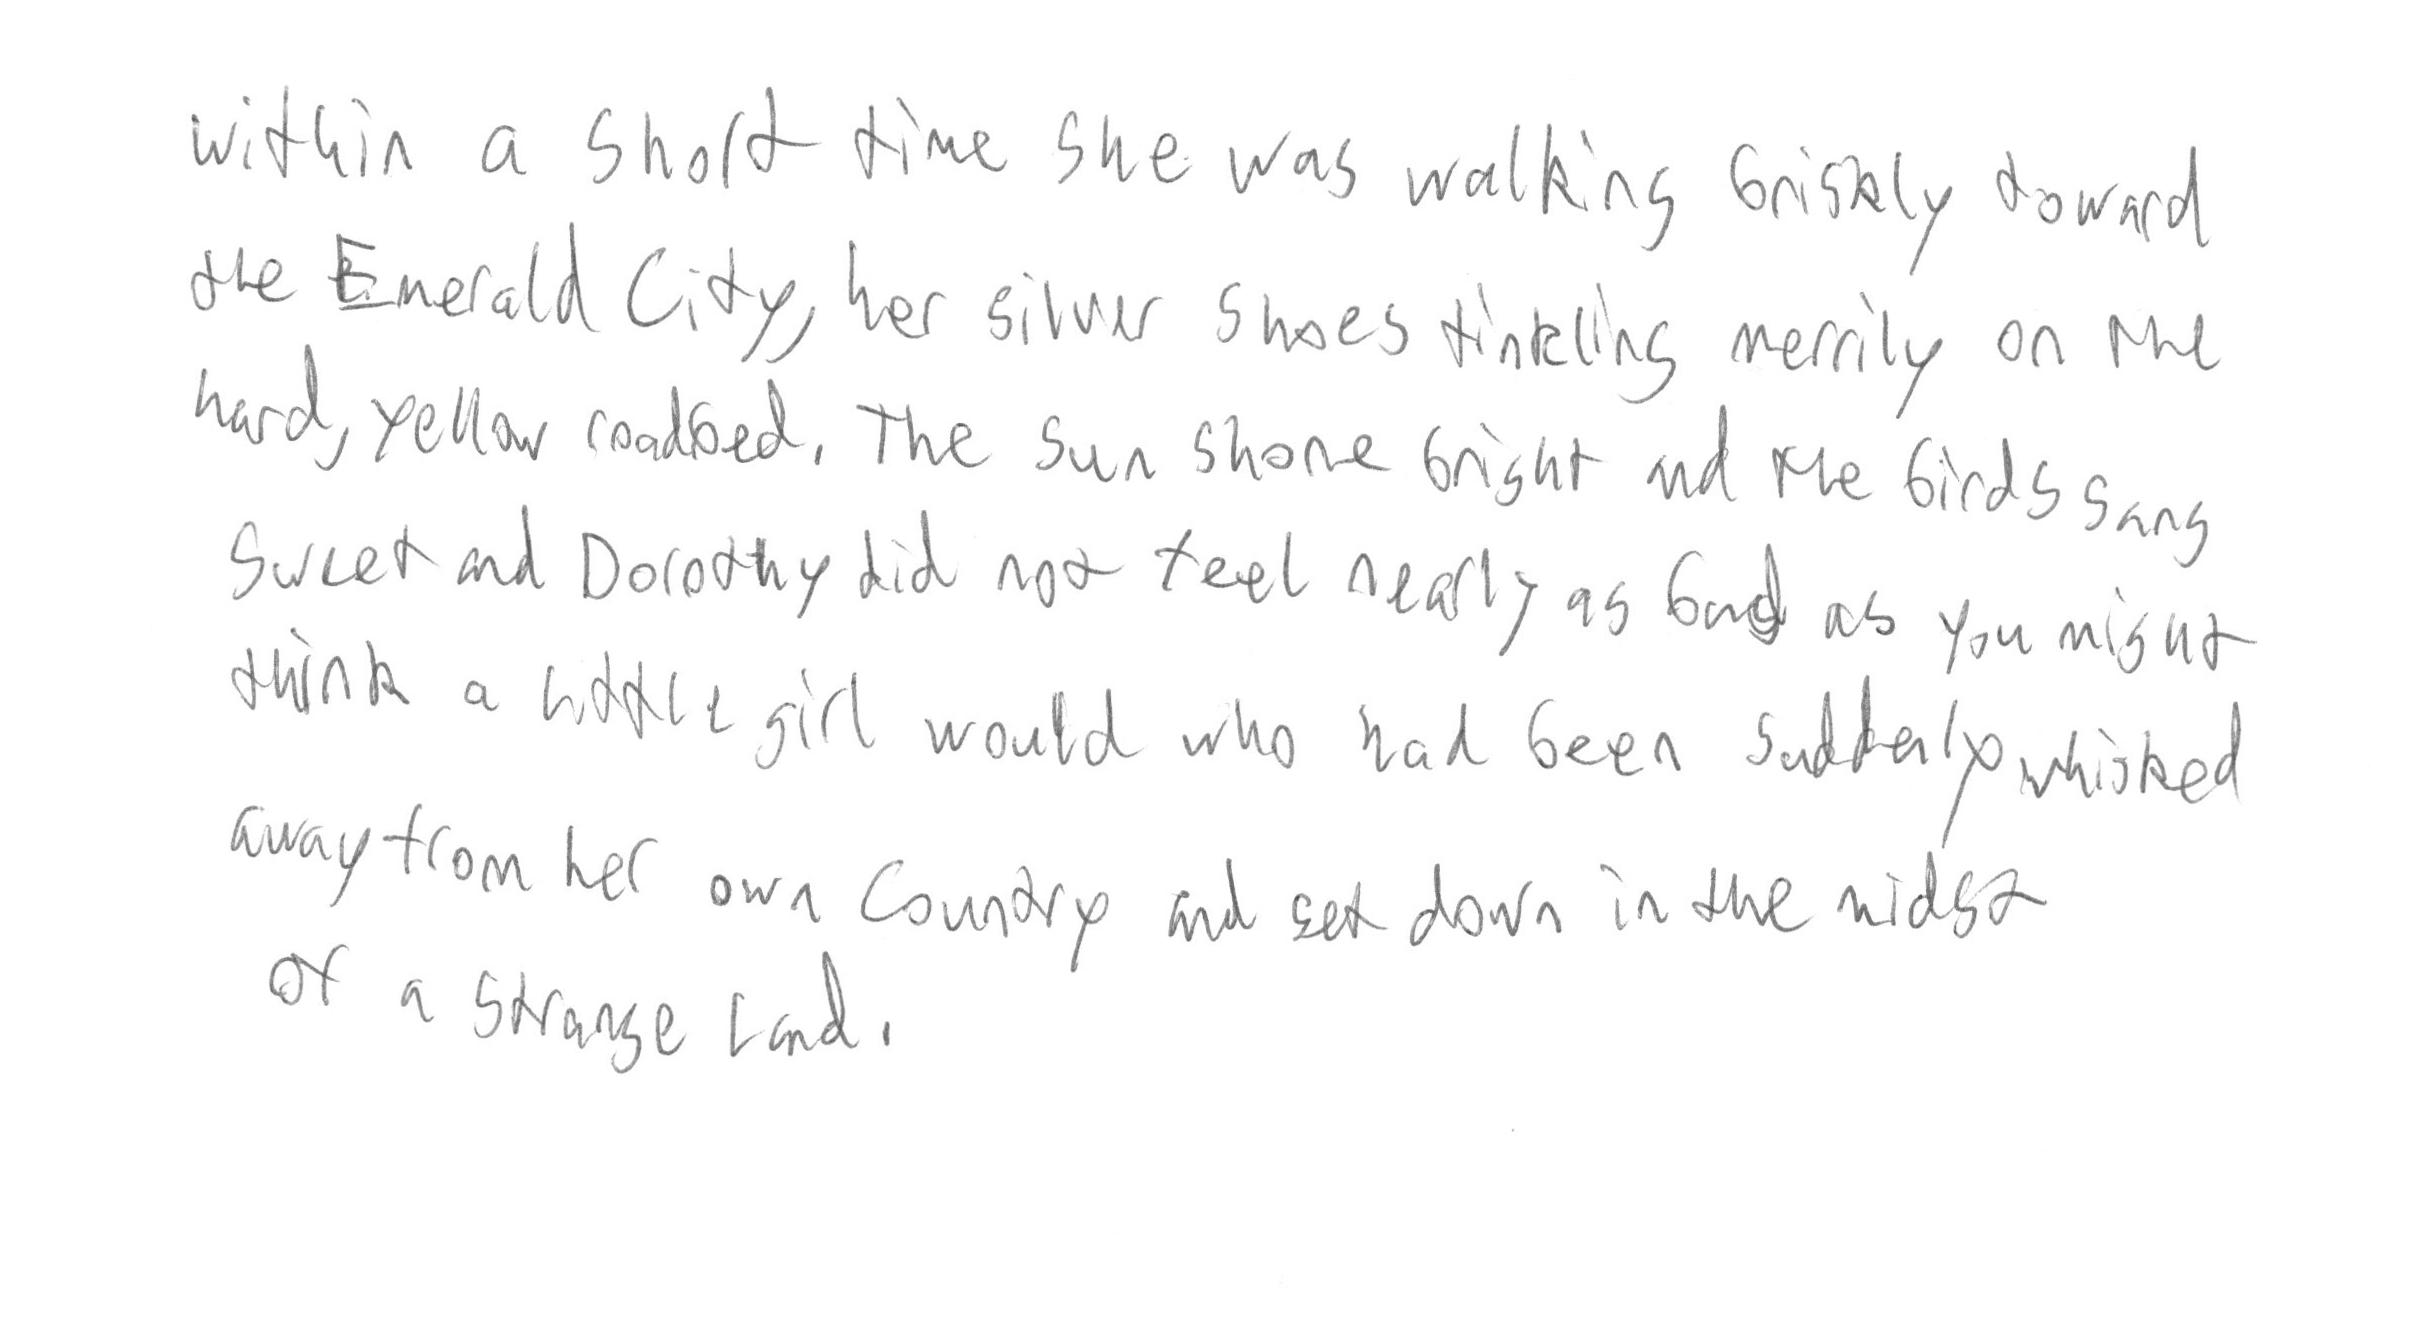 within a short time she was walking briskly toward
the Emerald City, her silver shoes tinkling merrily on the
hard, yellow roadbed. The sun shone bright and the birds sang
sweet and Dorothy did not feel nearly as bad as you might
think a little girl would who had been suddenly whisked
away from her own country and set down in the midst
of a strange land.